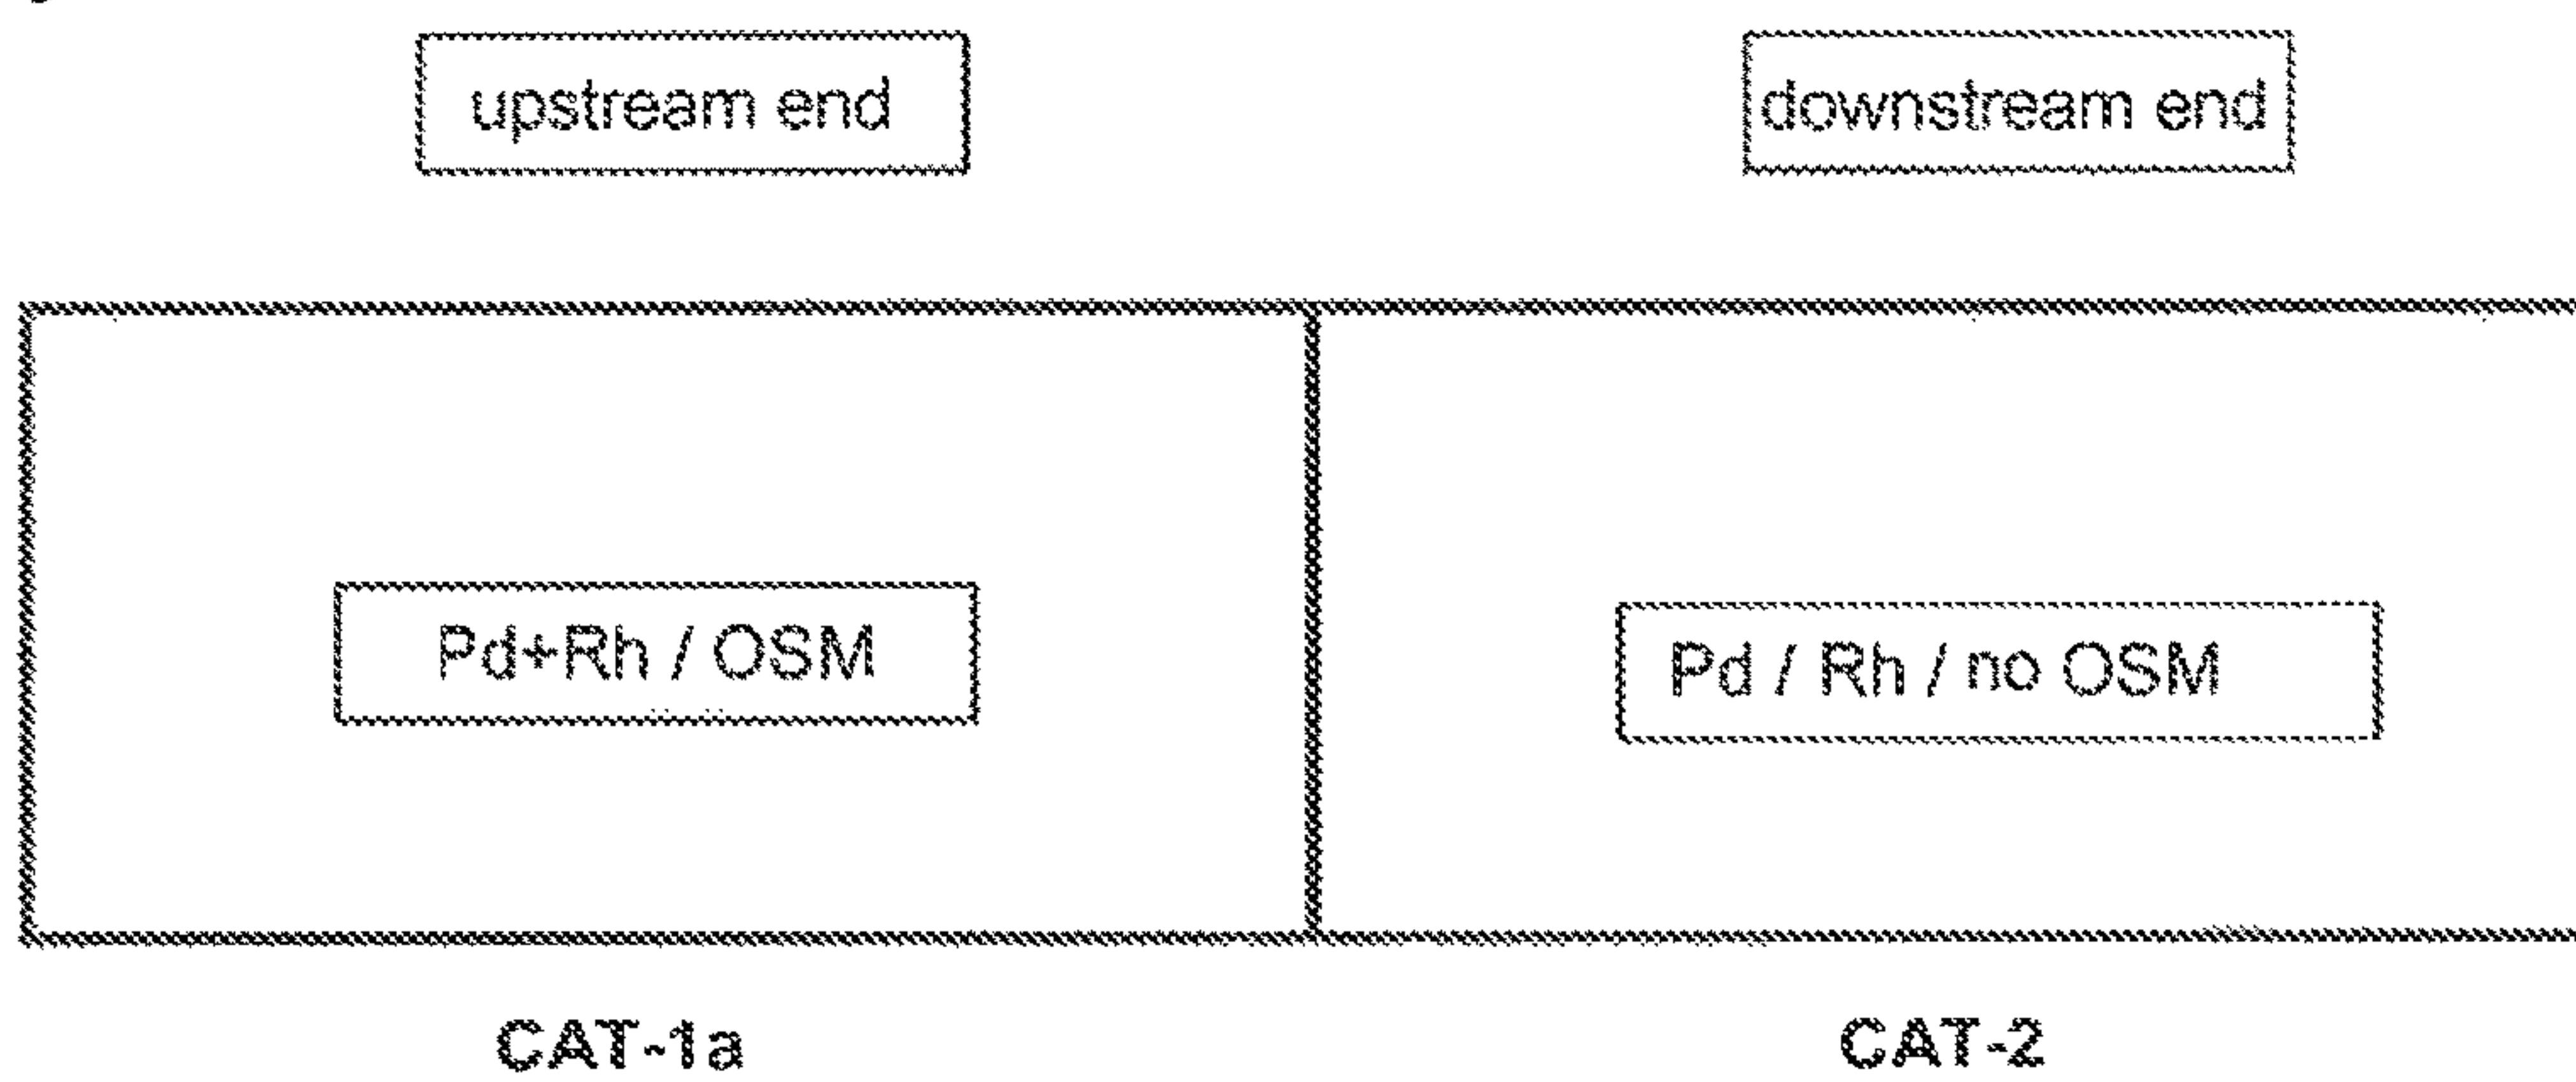 upstream end
downstream end
Pd+Rh / OSM
Pd / Rh / no OSM
CAT-1a
CAT-2